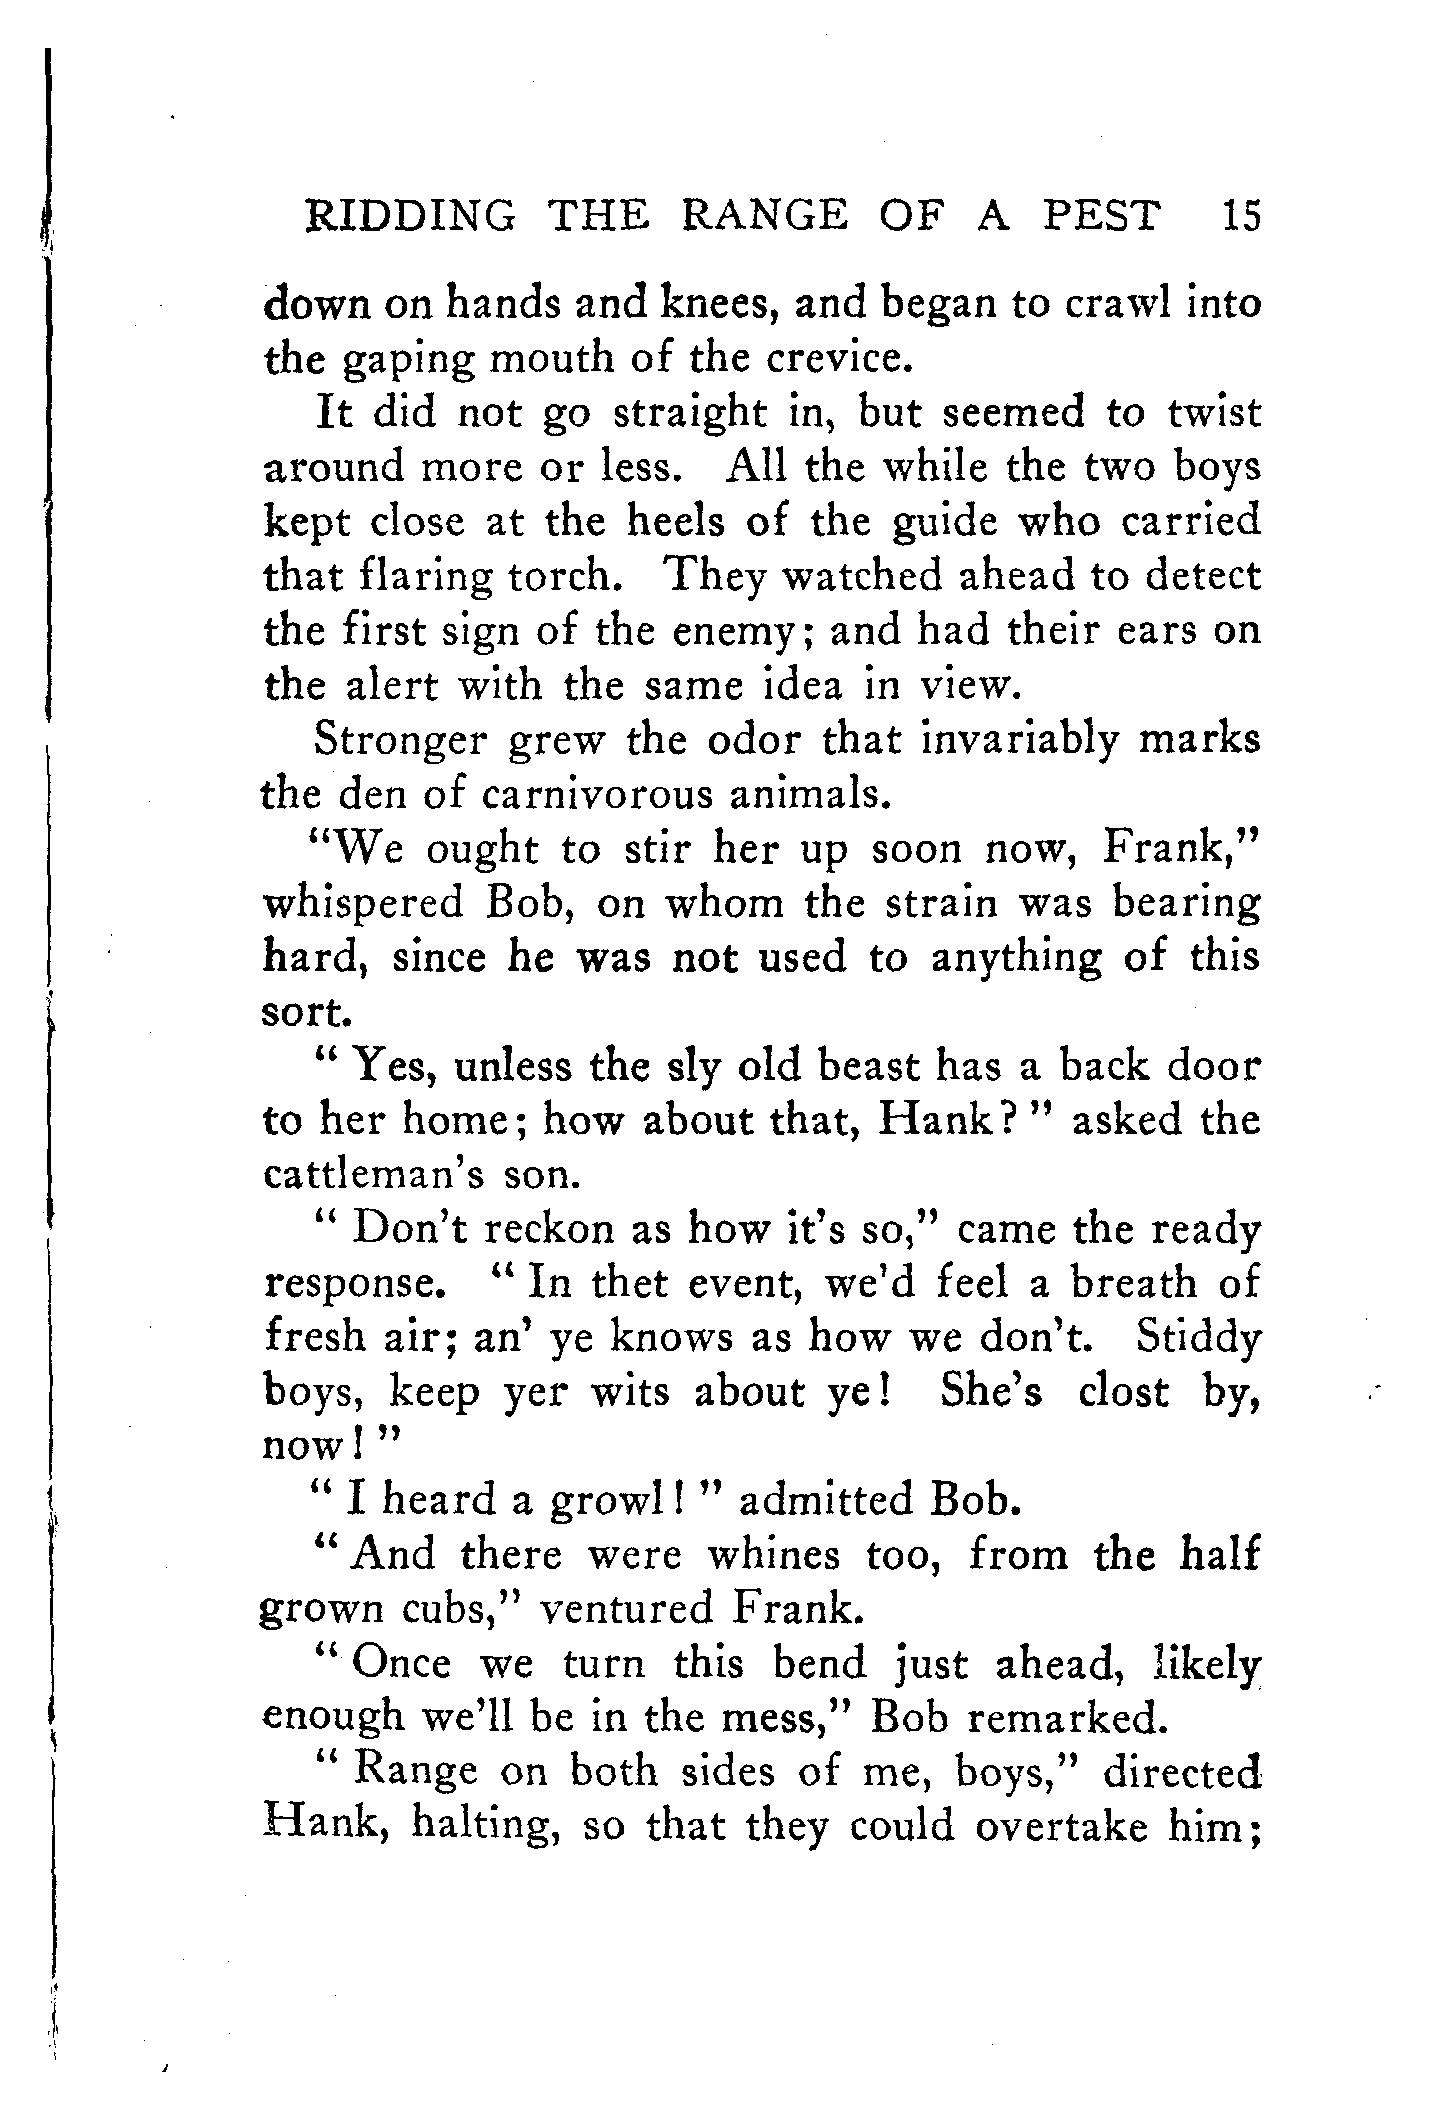 RIDDING THE RANGE OF A PEST 15
down on hands and knees, and began to crawl into
the gaping mouth of the crevice.
It did not go straight in, but seemed to twist
around more or less. All the while the two boys
kept close at the heels of the guide who carried
that flaring torch. They watched ahead to detect
the first sign of the enemy; and had their ears on
the alert with the same idea in view.
Stronger grew the odor that invariably marks
the den of carnivorous animals.
"We ought to stir her up soon now, Frank,"
whispered Bob, on whom the strain was bearing
hard, since he was not used to anything of this
sort.
" Yes, unless the sly old beast has a back door
to her home; how about that, Hank? " asked the
cattleman's son.
" Don't reckon as how it's so," came the ready
response. " In thet event, we'd feel a breath of
fresh air; an' ye knows as how we don't. Stiddy
boys, keep yer wits about ye! She's clost by,
now! "
" I heard a growl! " admitted Bob.
" And there were whines too, from the half
grown cubs," ventured Frank.
" Once we turn this bend just ahead, likely
enough we'll be in the mess," Bob remarked.
" Range on both sides of me, boys," directed
Hank, halting, so that they could overtake him;